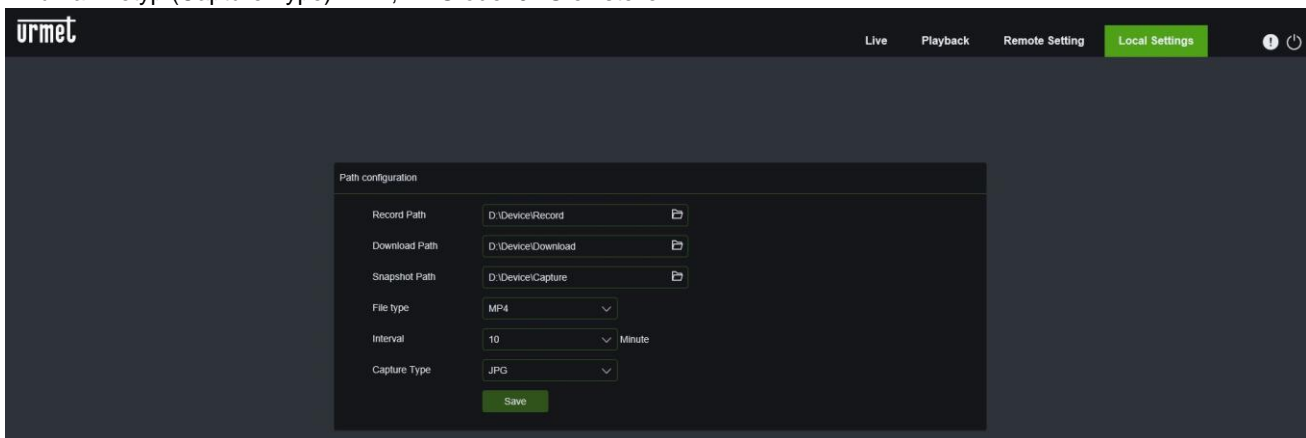 urmet
Live Playback Remote Setting Local Settings
Path configuration
Record Path D:\Device\Record
Download Path D:\Device\Download
Snapshot Path D:\Device\Capture
File type MP4
Interval 10 Minute
Capture Type JPG
Save